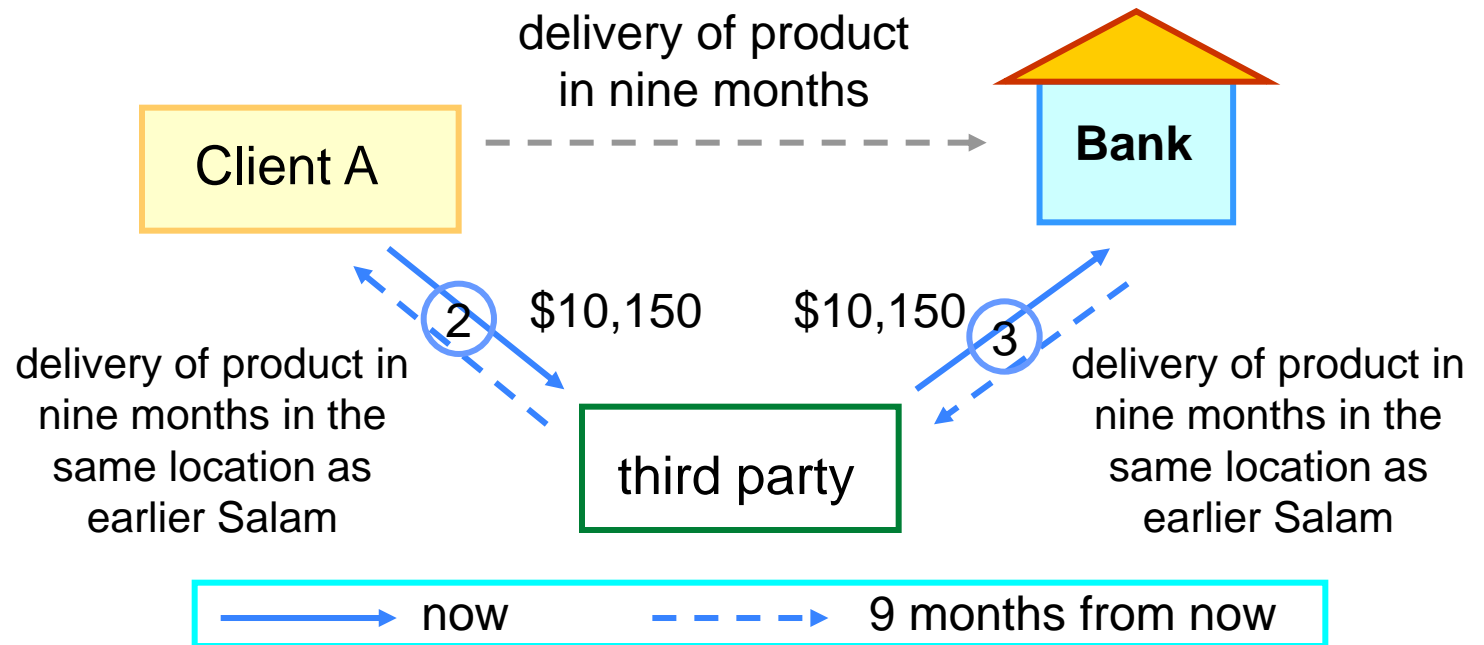 delivery of product
in nine months
Client A
Bank
2
$10,150
$10,150
3
delivery of product in
nine months in the
same location as
earlier Salam
delivery of product in
nine months in the
same location as
earlier Salam
third party
now
9 months from now